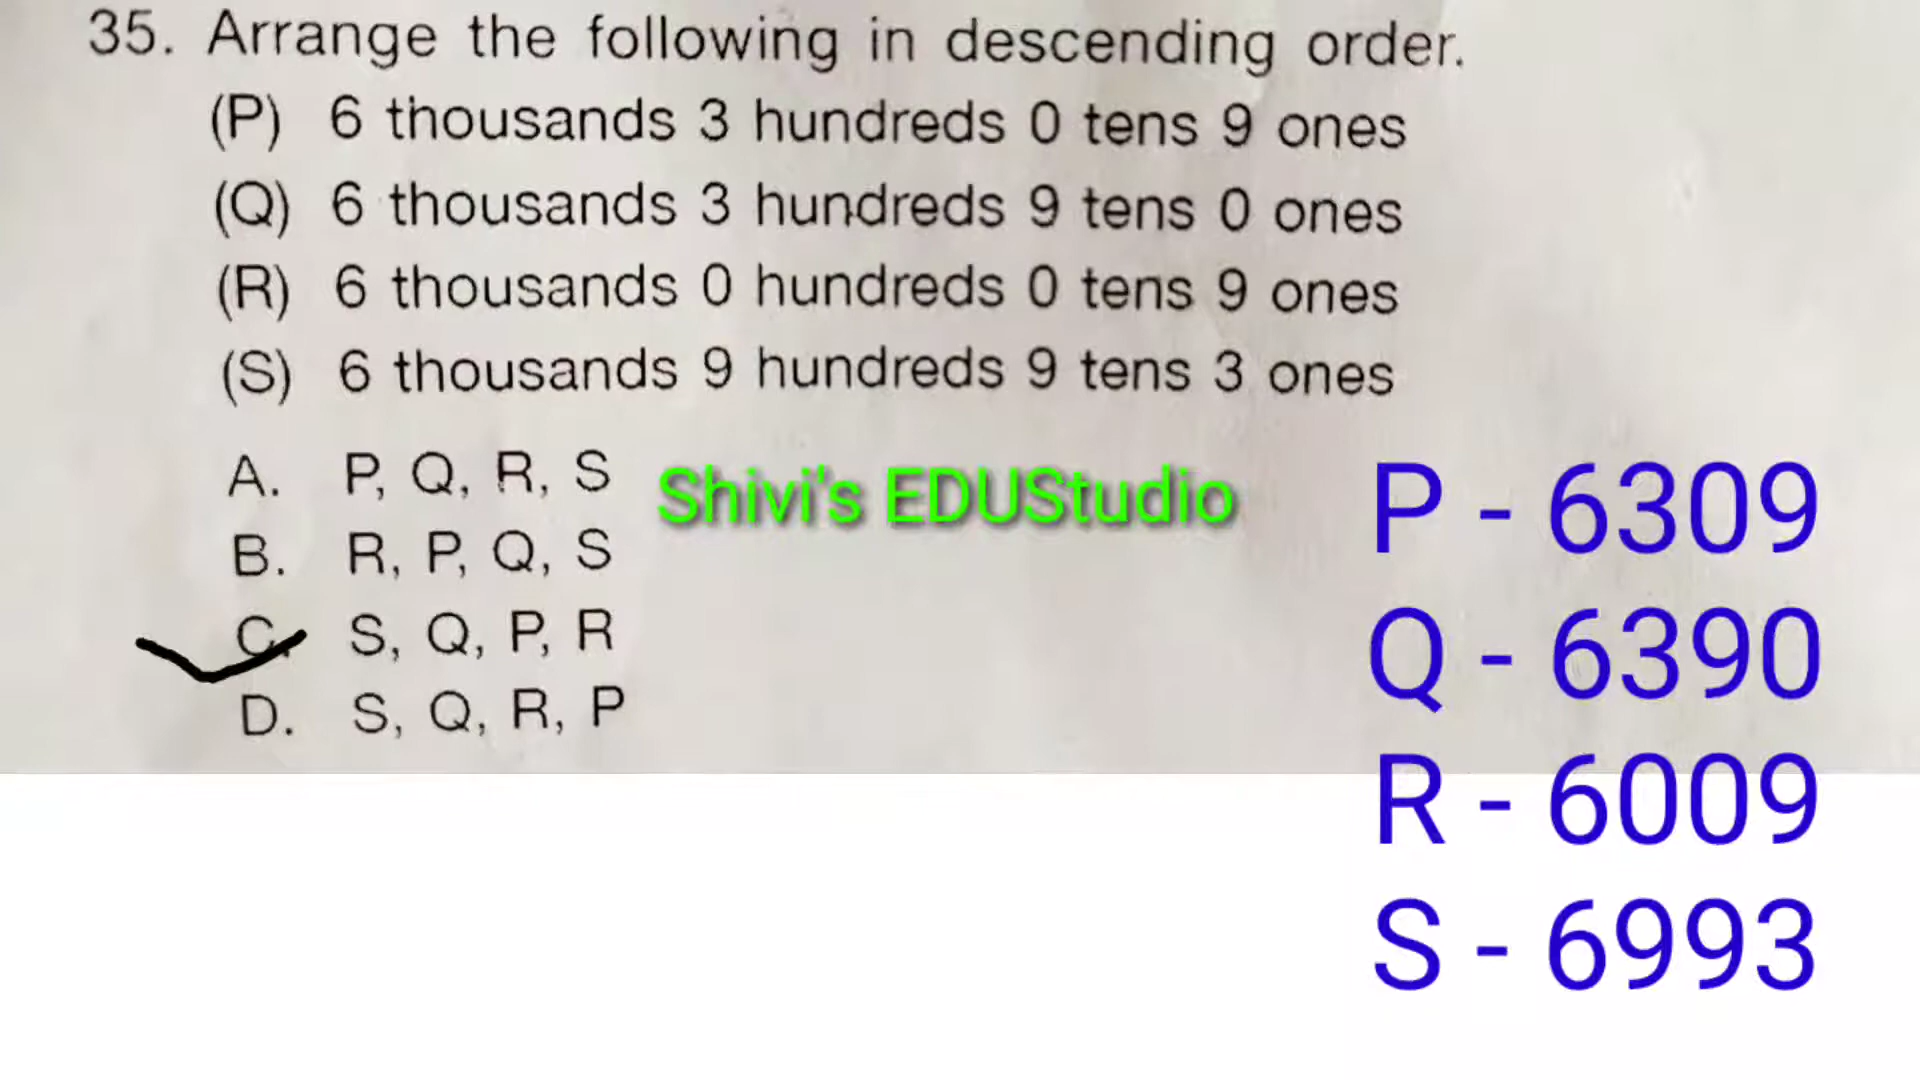 35. Arrange the following in descending order.
(P) 6 thousands 3 hundreds 0 tens 9 ones
(Q) 6 thousands 3 hundreds 9 tens 0 ones
(R) 6 thousands 0 hundreds 0 tens 9 ones
(S) 6 thousands 9 hundreds 9 tens 3 ones
A. P, Q, R, S
B. R, P, Q, S
C. S, Q, P, R
D. S, Q, R, P
Shivi's EDUStudio
P - 6309
Q - 6390
R - 6009
S - 6993